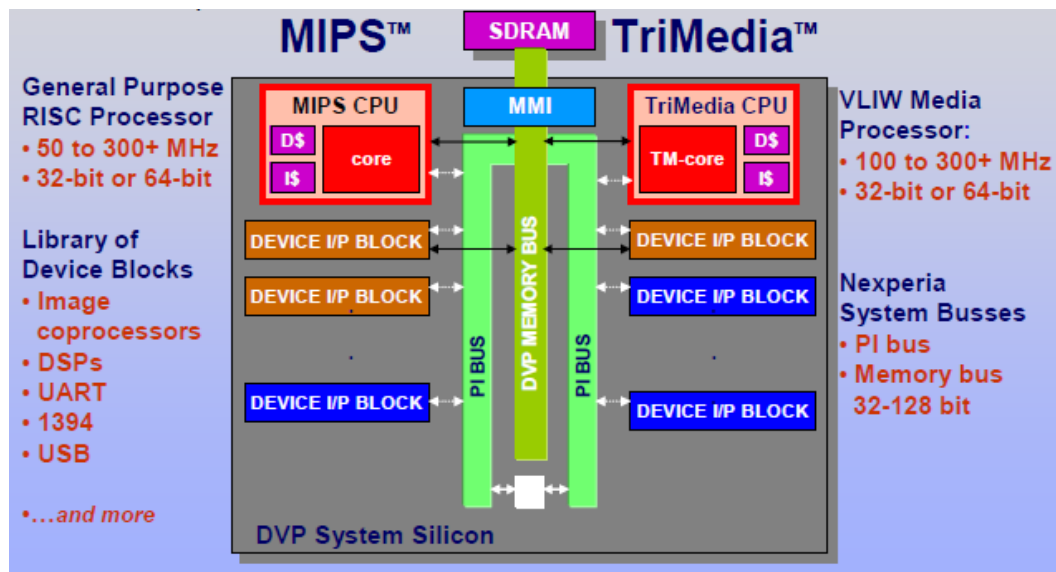 MIPS™
SDRAM
TriMedia™
General Purpose
RISC Processor
• 50 to 300+ MHz
• 32-bit or 64-bit
Library of
Device Blocks
• Image
coprocessors
• DSPs
• UART
• 1394
• USB
•...and more
MIPS CPU
D$
I$
core
MMI
TriMedia CPU
TM-core
D$
I$
DEVICE I/P BLOCK
DEVICE I/P BLOCK
DEVICE I/P BLOCK
PI BUS
DVP MEMORY BUS
PI BUS
DEVICE I/P BLOCK
DEVICE I/P BLOCK
DEVICE I/P BLOCK
DVP System Silicon
VLIW Media
Processor:
• 100 to 300+ MHz
• 32-bit or 64-bit
Nexperia
System Busses
• PI bus
• Memory bus
32-128 bit